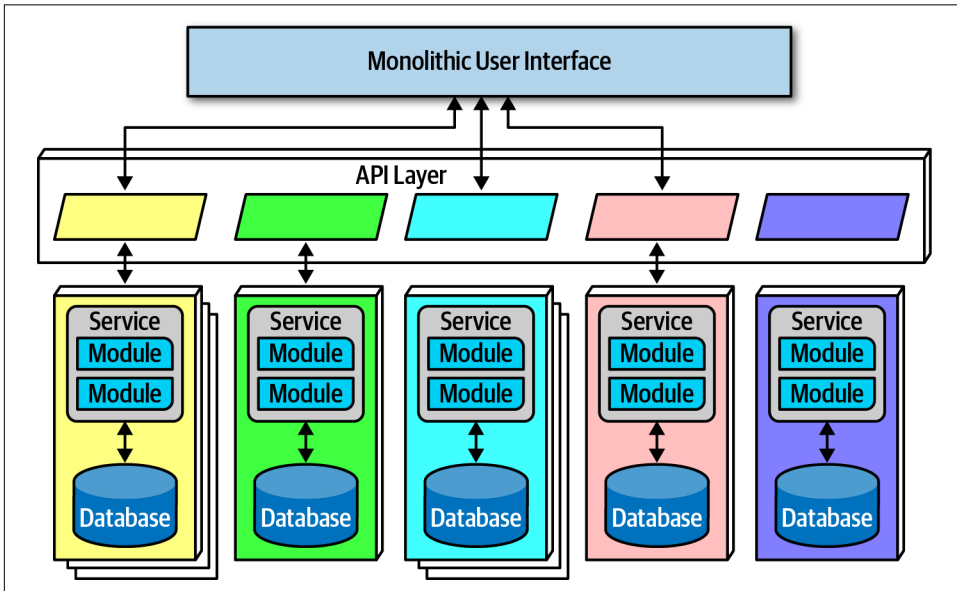 Monolithic User Interface
API Layer
Service
Module
Module
Database
Service
Module
Module
Database
Service
Module
Module
Database
Service
Module
Module
Database
Service
Module
Module
Database